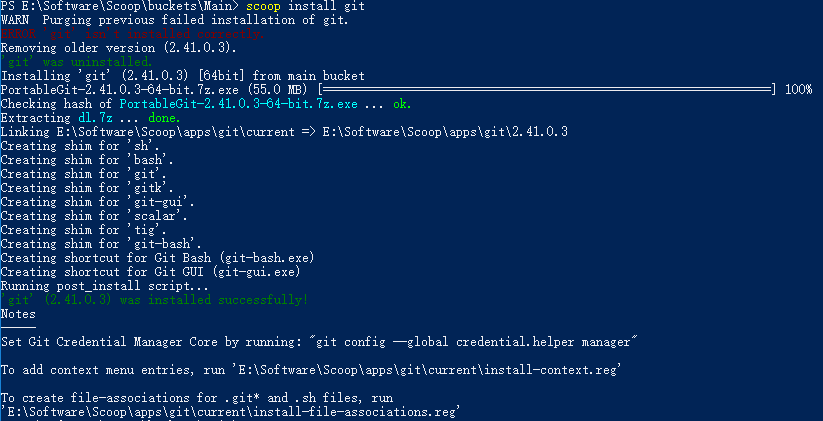 PS E:\Software\Scoop\buckets\Main> scoop install git
WARN  Purging previous failed installation of git.
ERROR 'git' isn't installed correctly.
Removing older version (2.41.0.3).
'git' was uninstalled.
Installing 'git' (2.41.0.3) [64bit] from main bucket
PortableGit-2.41.0.3-64-bit.7z.exe (55.0 MB) [=====================================================================] 100%
Checking hash of PortableGit-2.41.0.3-64-bit.7z.exe ... ok.
Extracting dl.7z ... done.
Linking E:\Software\Scoop\apps\git\current => E:\Software\Scoop\apps\git\2.41.0.3
Creating shim for 'sh'.
Creating shim for 'bash'.
Creating shim for 'git'.
Creating shim for 'gitk'.
Creating shim for 'git-gui'.
Creating shim for 'scalar'.
Creating shim for 'tig'.
Creating shim for 'git-bash'.
Creating shortcut for Git Bash (git-bash.exe)
Creating shortcut for Git GUI (git-gui.exe)
Running post_install script...
'git' (2.41.0.3) was installed successfully!
Notes
-----
Set Git Credential Manager Core by running: "git config --global credential.helper manager"
To add context menu entries, run 'E:\Software\Scoop\apps\git\current\install-context.reg'
To create file-associations for .git* and .sh files, run
'E:\Software\Scoop\apps\git\current\install-file-associations.reg'